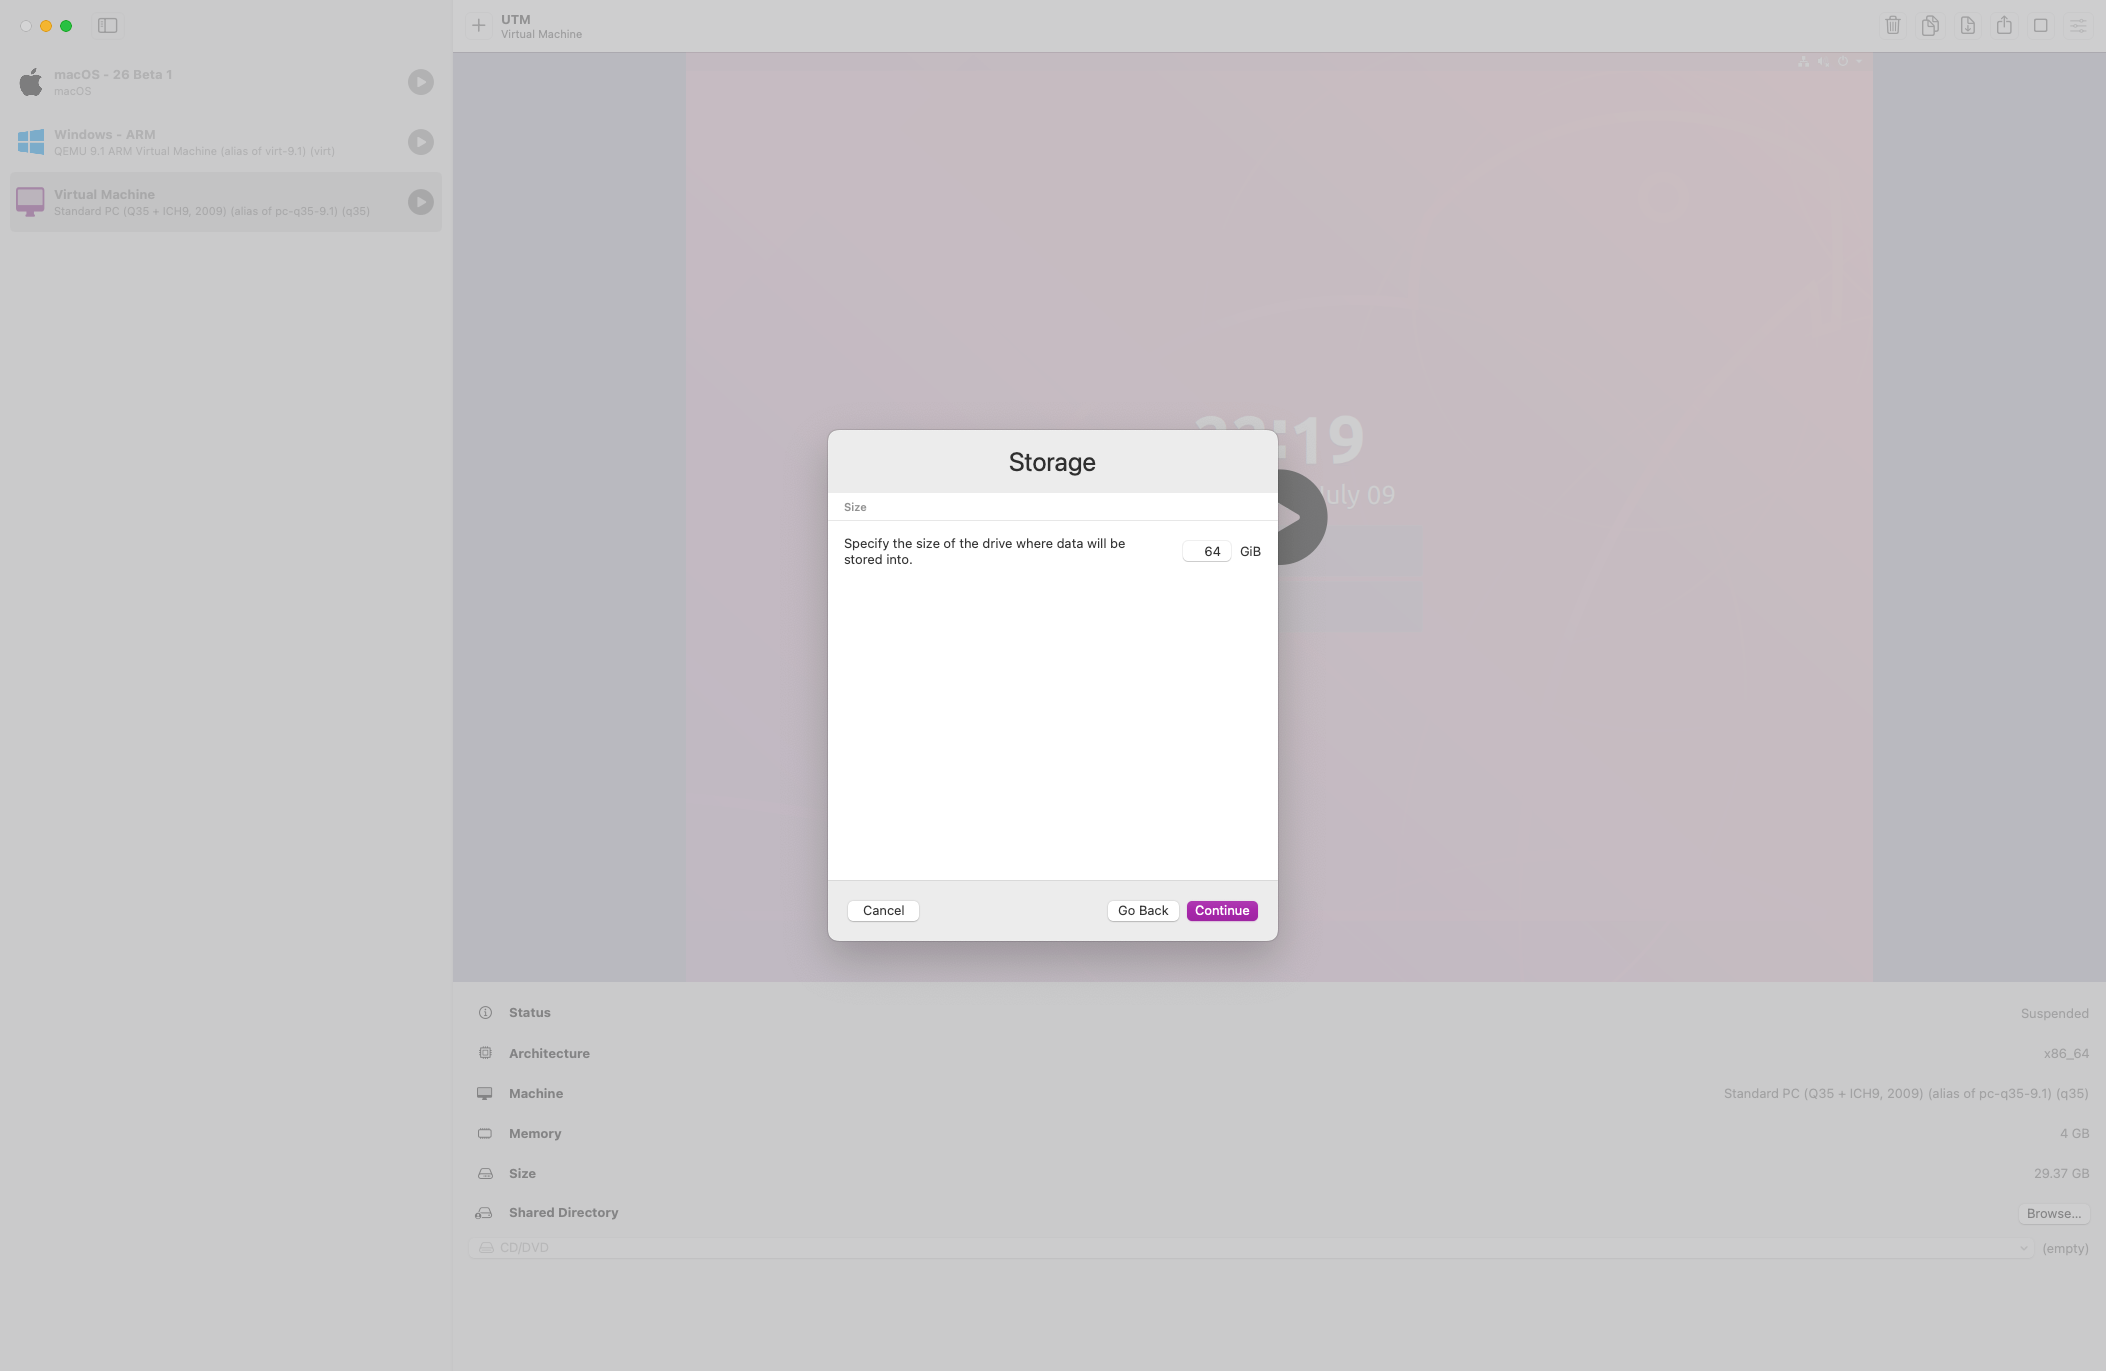 UTM
Virtual Machine
macOS - 26 Beta 1
macOS
Windows - ARM
QEMU 9.1 ARM Virtual Machine (alias of virt-9.1) (virt)
Virtual Machine
Standard PC (Q35 + ICH9, 2009) (alias of pc-q35-9.1) (q35)
:19
July 09
Storage
Size
Specify the size of the drive where data will be
stored into.
64 GiB
Cancel
Go Back
Continue
Status
Suspended
Architecture
x86_64
Machine
Standard PC (Q35 + ICH9, 2009) (alias of pc-q35-9.1) (q35)
Memory
4 GB
Size
29.37 GB
Shared Directory
Browse...
CD/DVD
(empty)